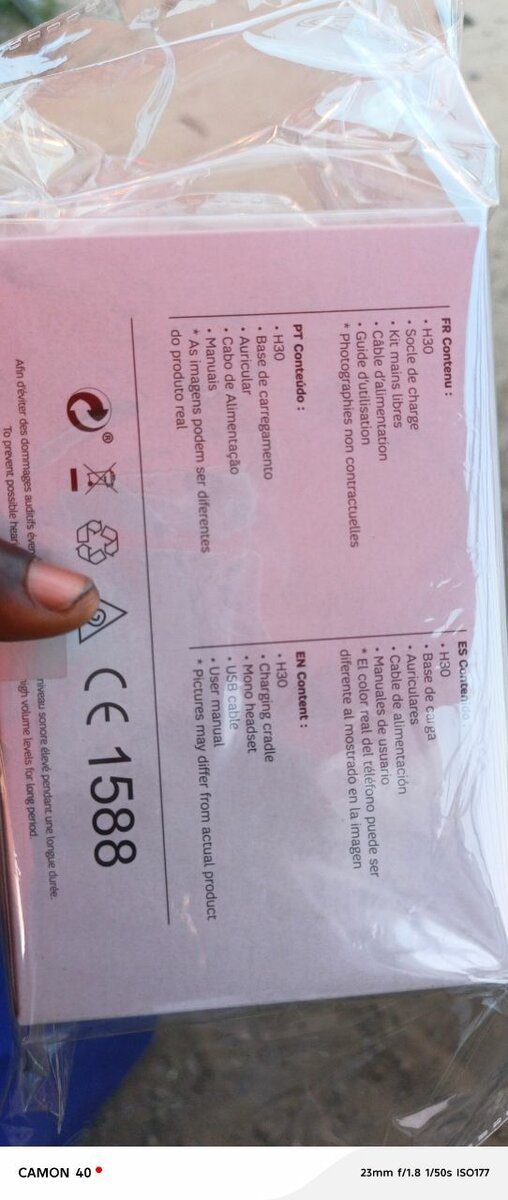 FR Contenu :
• H30
• Socle de charge
• Kit mains libres
• Câble d'alimentation
• Guide d'utilisation
* Photographies non contractuelles
ES Contenido :
• H30
• Base de carga
• Auriculares
• Cable de alimentación
• Manuales de usuario
* El color real del téléfono puede ser
diferente al mostrado en la imagen
PT Conteúdo :
• H30
• Base de carregamento
• Auricular
• Cabo de Alimentação
• Manuais
* As imagens podem ser diferentes
do produto real
EN Content :
• H30
• Charging cradle
• Mono headset
• USB cable
• User manual
* Pictures may differ from actual product
® CE 1588
Afin d'éviter des dommages auditifs niveau sonore élevé pendant une longue durée.
To prevent possible high volume levels for long period.
CAMON 40
23mm f/1.8 1/50s ISO177